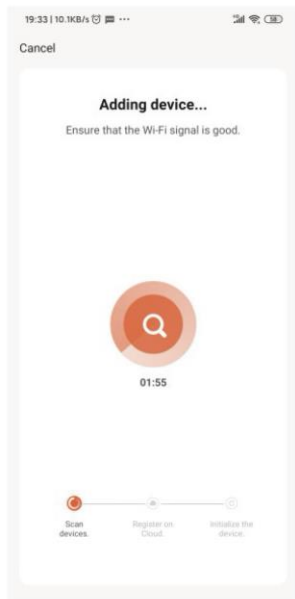 19:33 | 10.1KB/s
58
Cancel
Adding device...
Ensure that the Wi-Fi signal is good.
01:55
Scan devices.
Register on Cloud.
Initialize the device.